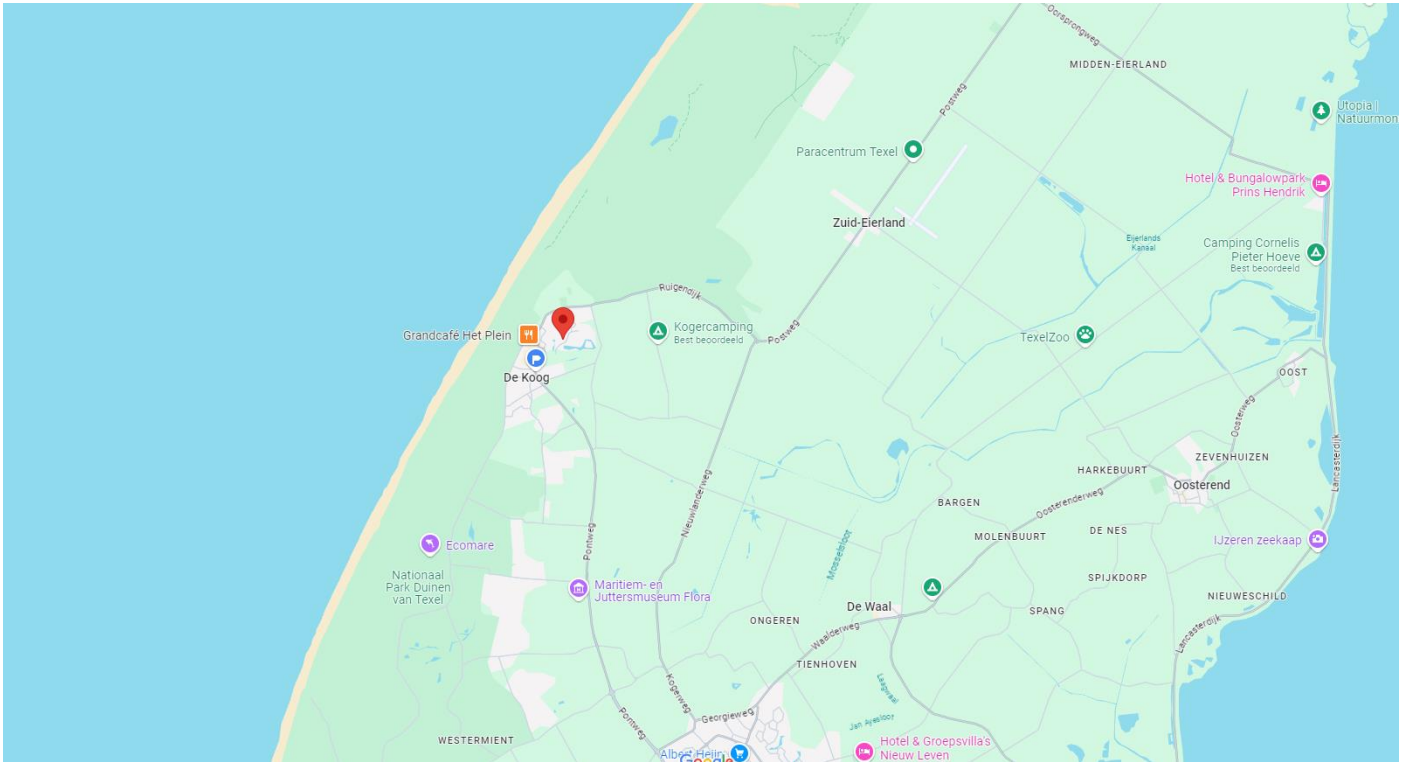 Oorsprongweg
MIDDEN-EIERLAND
Postweg
Utopia |
Natuurmon
Paracentrum Texel
Hotel & Bungalowpark
Prins Hendrik
Zuid-Eierland
Eijerlands
Kanaal
Camping Cornelis
Pieter Hoeve
Best beoordeeld
Ruigendijk
Grandcafé Het Plein
Kogercamping
Best beoordeeld
Postweg
TexelZoo
De Koog
OOST
Oosterweg
Lancasterdijk
ZEVENHUIZEN
HARKEBUURT
Oosterend
Nieuwlanderweg
BARGEN
Oosterenderweg
Pontweg
Mosselsloot
MOLENBUURT
DE NES
IJzeren zeekaap
Ecomare
Nationaal
Park Duinen
van Texel
Maritiem- en
Juttersmuseum Flora
SPIJKDORP
NIEUWESCHILD
De Waal
SPANG
ONGEREN
Waalderweg
Lancasterdijk
TIENHOVEN
Kogerweg
Laagwaal
Georgieweg
Pontweg
Jan Ayesloot
WESTERMIENT
Albert Heijn
Google
Hotel & Groepsvilla's
Nieuw Leven